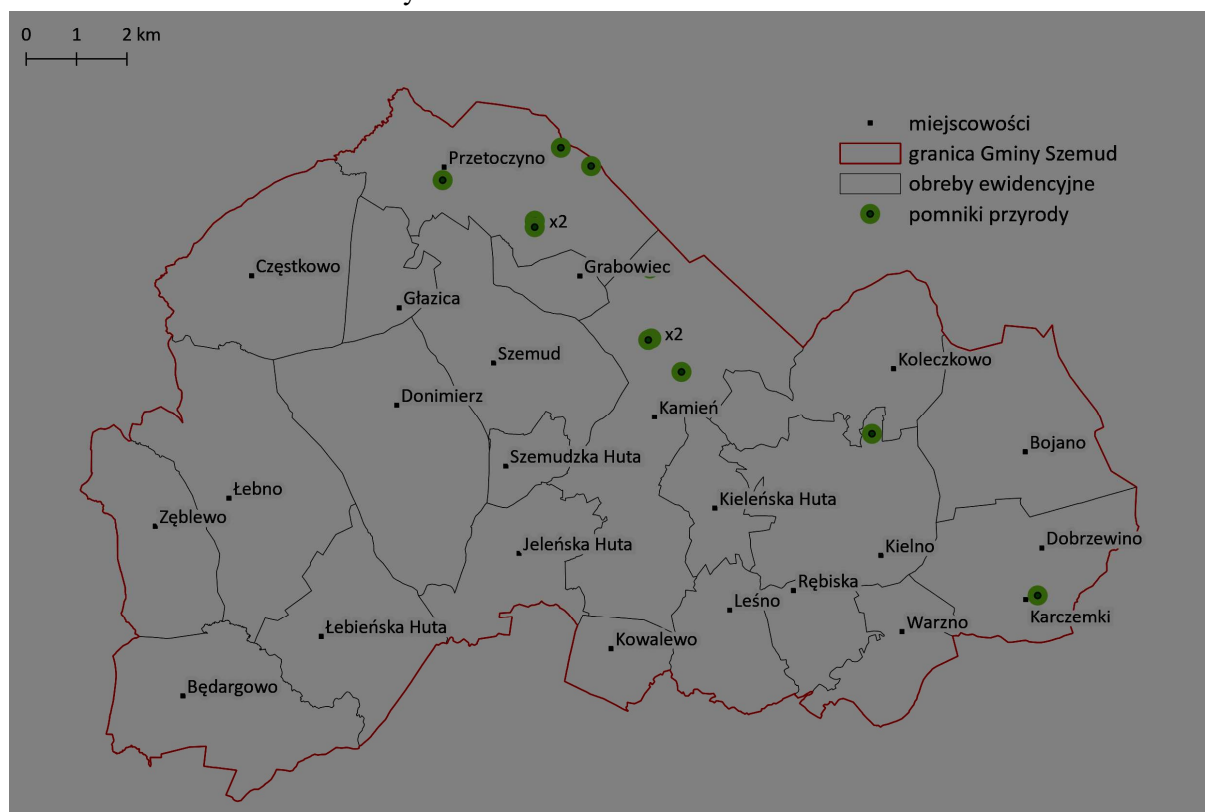 0 1 2 km
miejscowości
granica Gminy Szemud
obreby ewidencyjne
pomniki przyrody
Przetoczyno
x2
Częstkowo
Grabowiec
Głazica
x2
Szemud
Koleczkowo
Donimierz
Kamień
Bojano
Szemudzka Huta
Łebno
Kieleńska Huta
Zęblewo
Jeleńska Huta
Kielno
Dobrzewino
Rębiska
Leśno
Karczemki
Łebieńska Huta
Warzno
Kowalewo
Będargowo